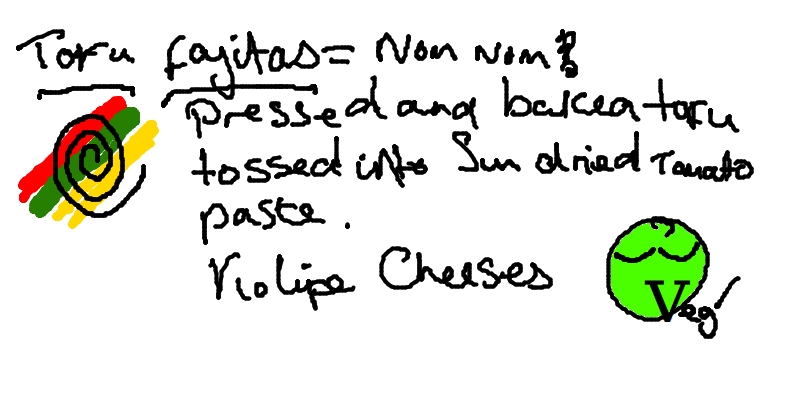 Tofu fajitas = Nom nom!
pressed and baked tofu
tossed into Sun dried Tomato
paste.
Violife Cheeses
Veg